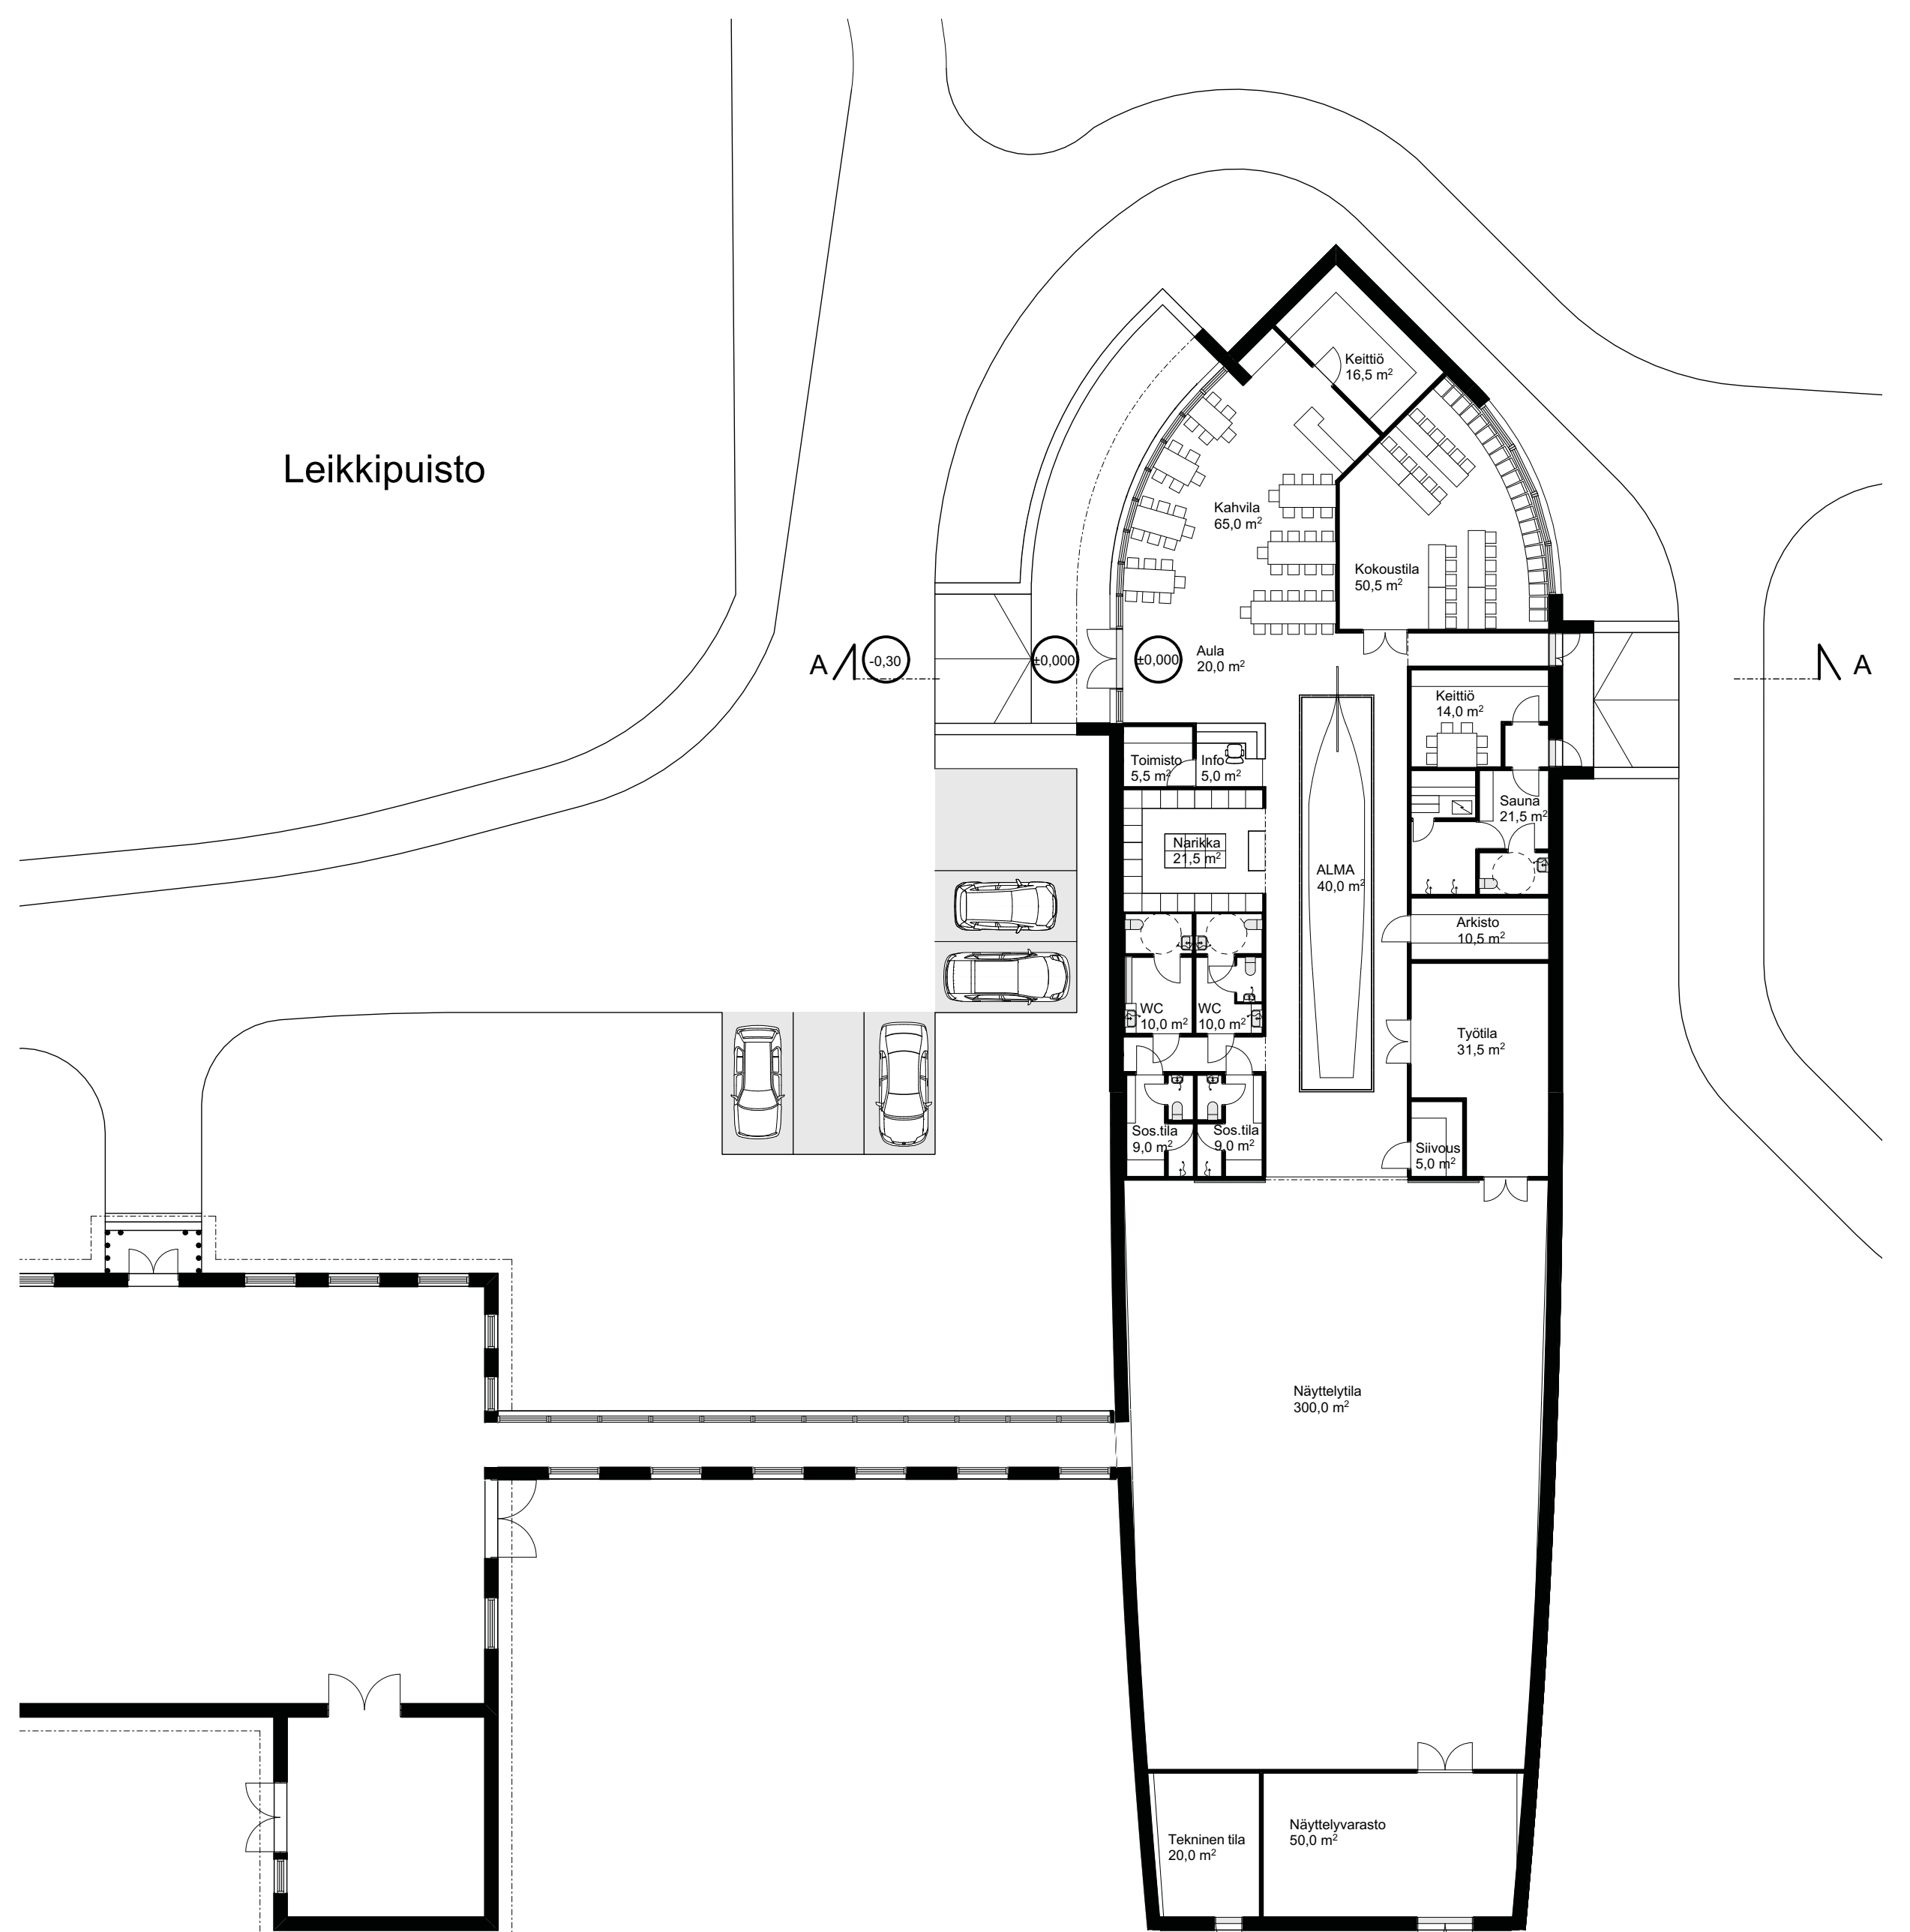 Keittiö
16,5 m²
Leikkipuisto
Kahvila
65,0 m²
Kokoustila
50,5 m²
A
-0,30
±0,000
±0,000
Aula
20,0 m²
A
Keittiö
14,0 m²
Toimisto
5,5 m²
Info
5,0 m²
Sauna
21,5 m²
Narikka
21,5 m²
ALMA
40,0 m²
Arkisto
10,5 m²
WC
10,0 m²
WC
10,0 m²
Työtila
31,5 m²
Sos.tila
9,0 m²
Sos.tila
9,0 m²
Siivous
5,0 m²
Näyttelytila
300,0 m²
Tekninen tila
20,0 m²
Näyttelyvarasto
50,0 m²